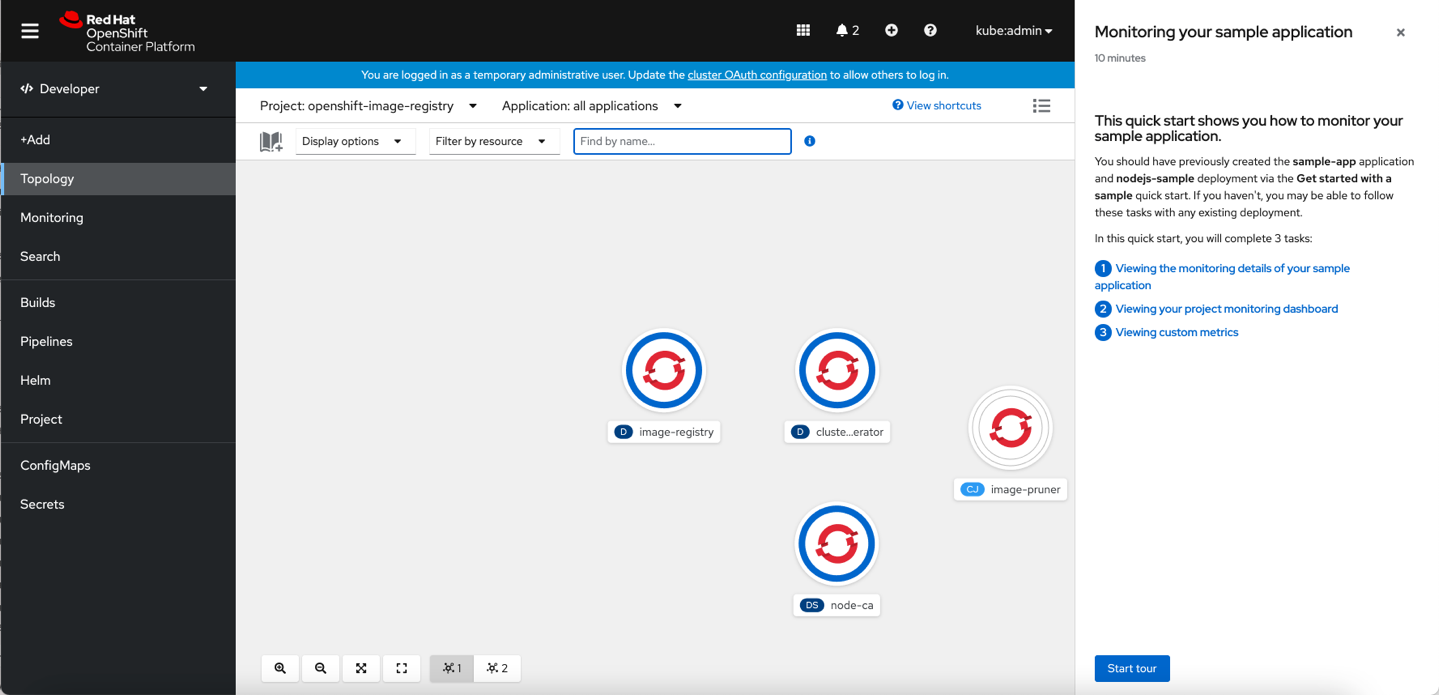 Red Hat
OpenShift
Container Platform
2
kube:admin
Developer
+Add
Topology
Monitoring
Search
Builds
Pipelines
Helm
Project
ConfigMaps
Secrets
You are logged in as a temporary administrative user. Update the cluster OAuth configuration to allow others to log in.
Project: openshift-image-registry
Application: all applications
View shortcuts
Display options
Filter by resource
Find by name...
D image-registry
D cluste...erator
CJ image-pruner
DS node-ca
1
2
Monitoring your sample application
10 minutes
This quick start shows you how to monitor your
sample application.
You should have previously created the sample-app application
and nodejs-sample deployment via the Get started with a
sample quick start. If you haven't, you may be able to follow
these tasks with any existing deployment.
In this quick start, you will complete 3 tasks:
1 Viewing the monitoring details of your sample
application
2 Viewing your project monitoring dashboard
3 Viewing custom metrics
Start tour